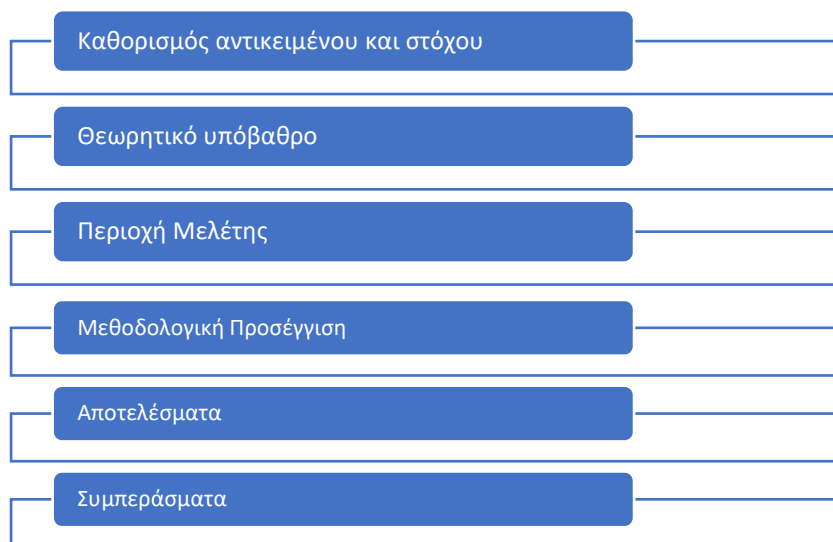 Καθορισμός αντικειμένου και στόχου
Θεωρητικό υπόβαθρο
Περιοχή Μελέτης
Μεθοδολογική Προσέγγιση
Αποτελέσματα
Συμπεράσματα